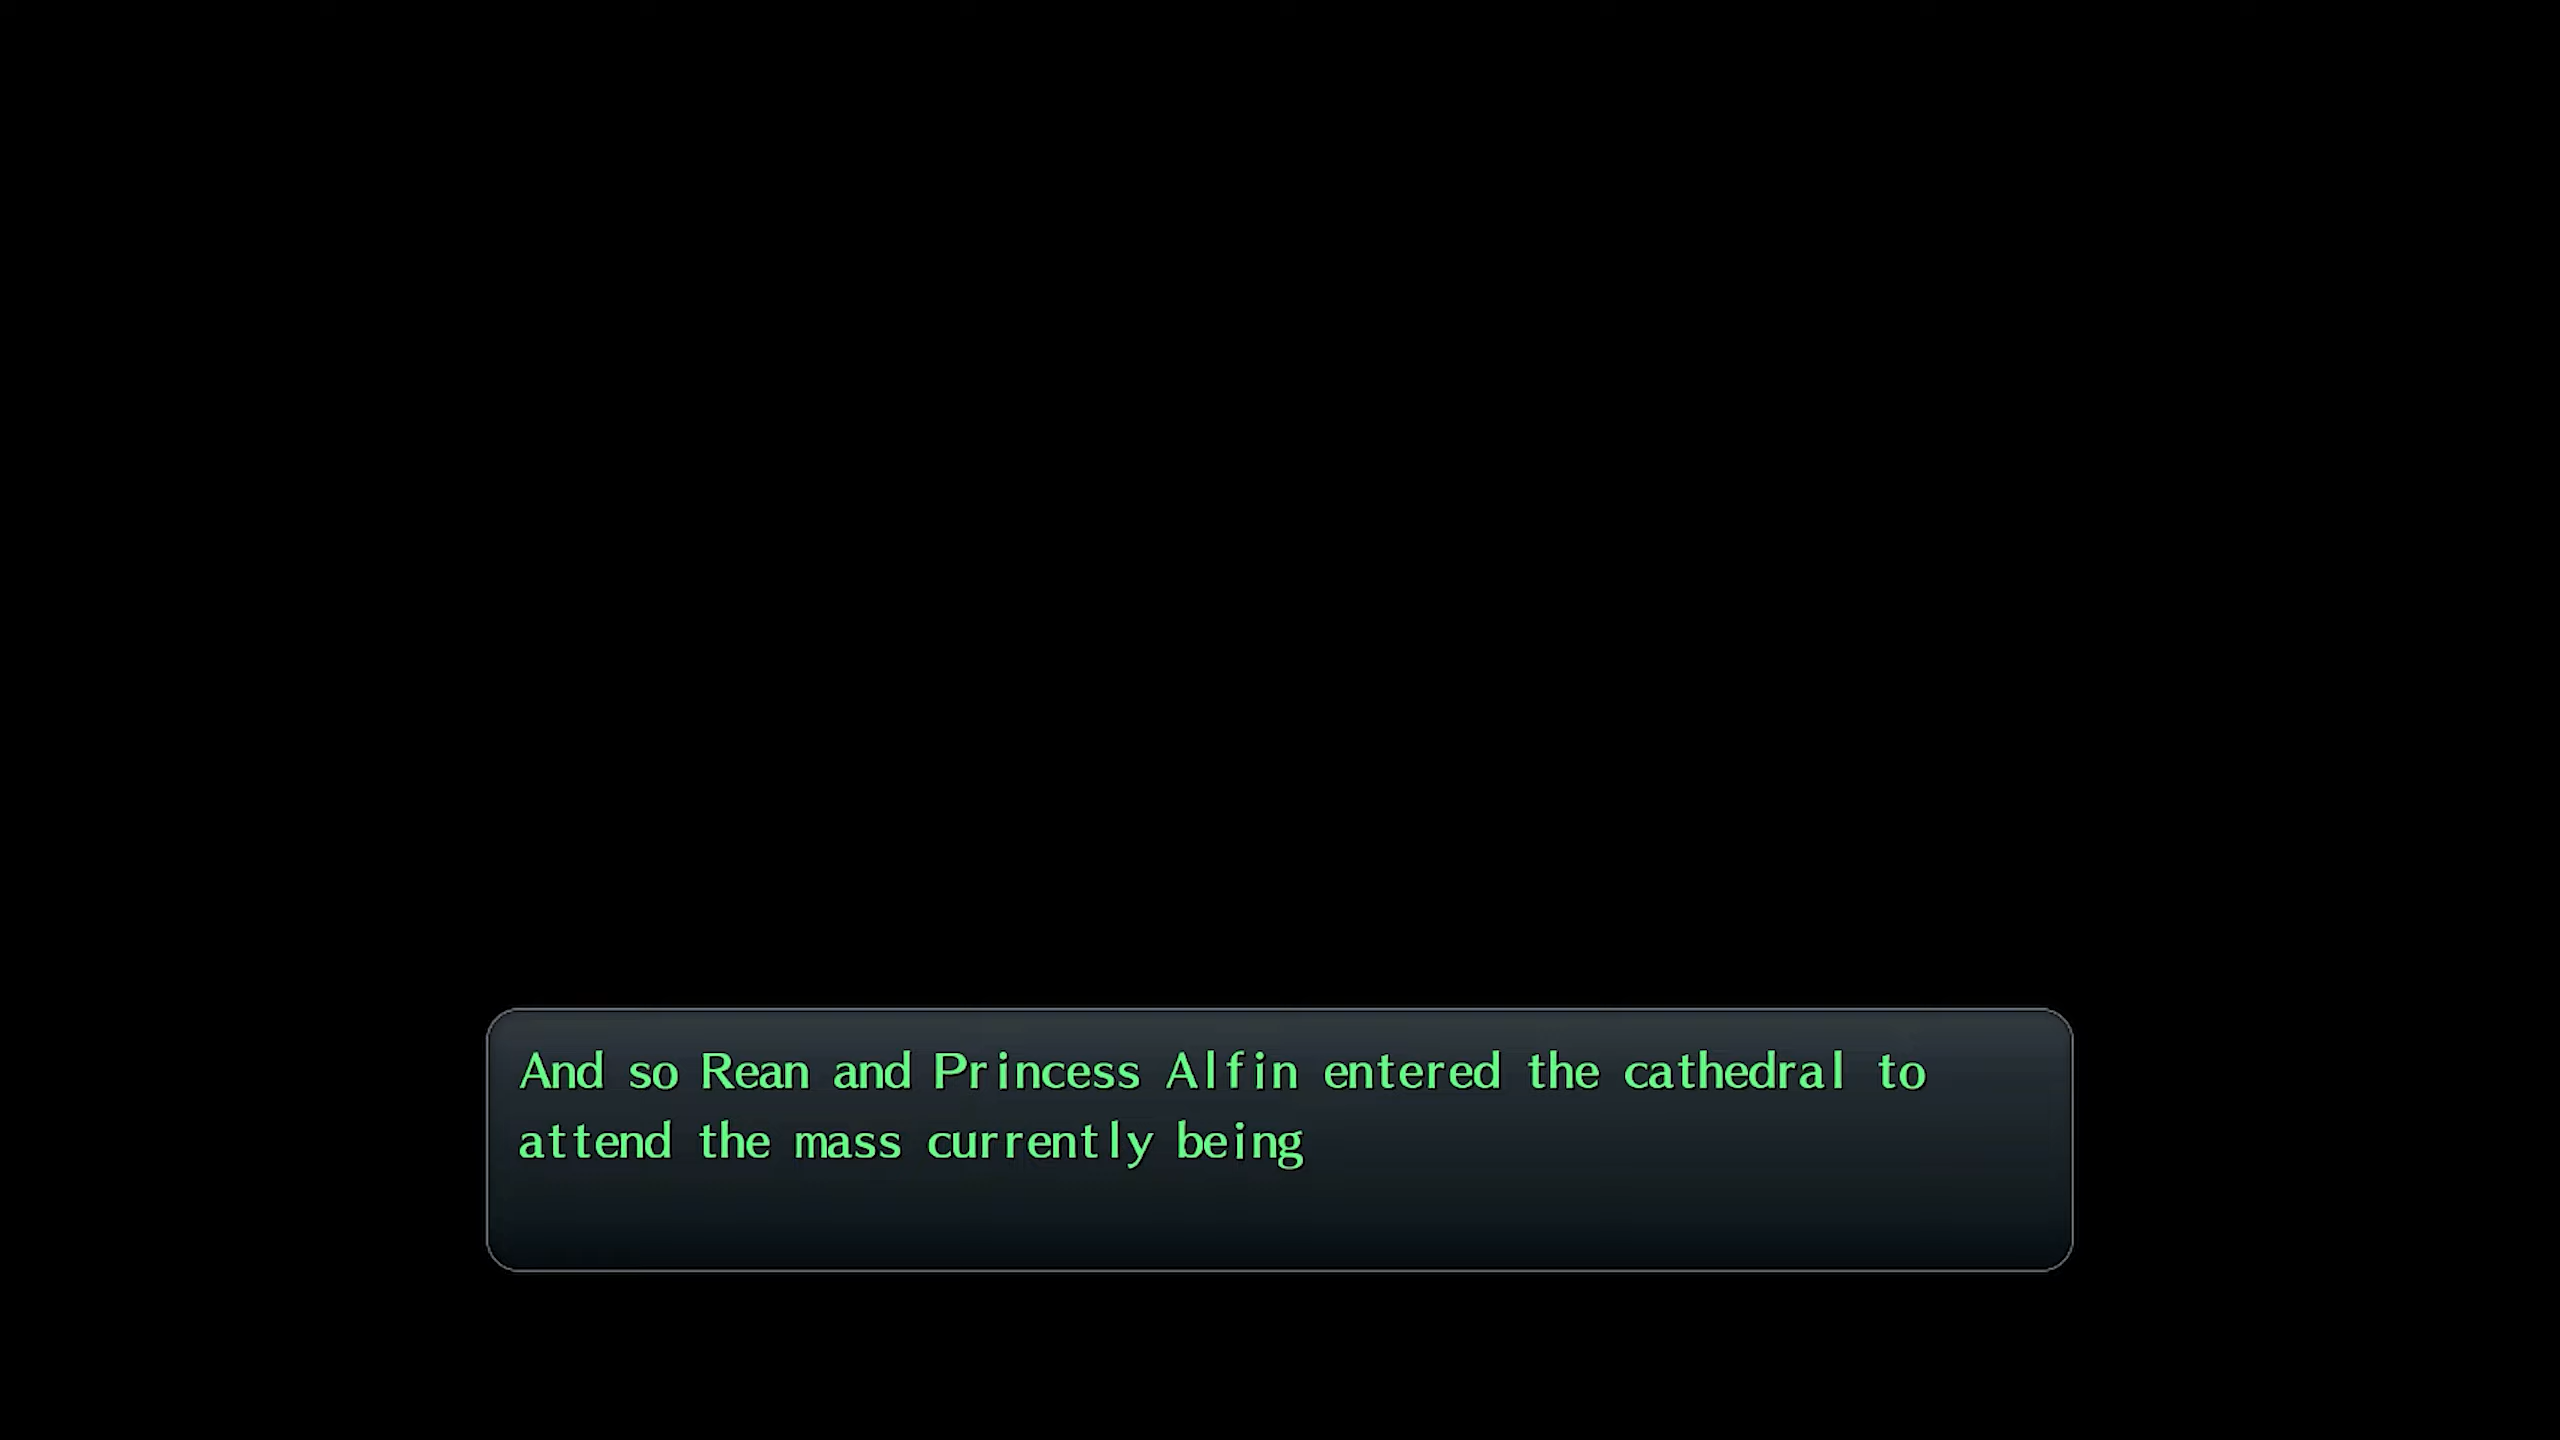 And so Rean and Princess Alfin entered the cathedral to
attend the mass currently being